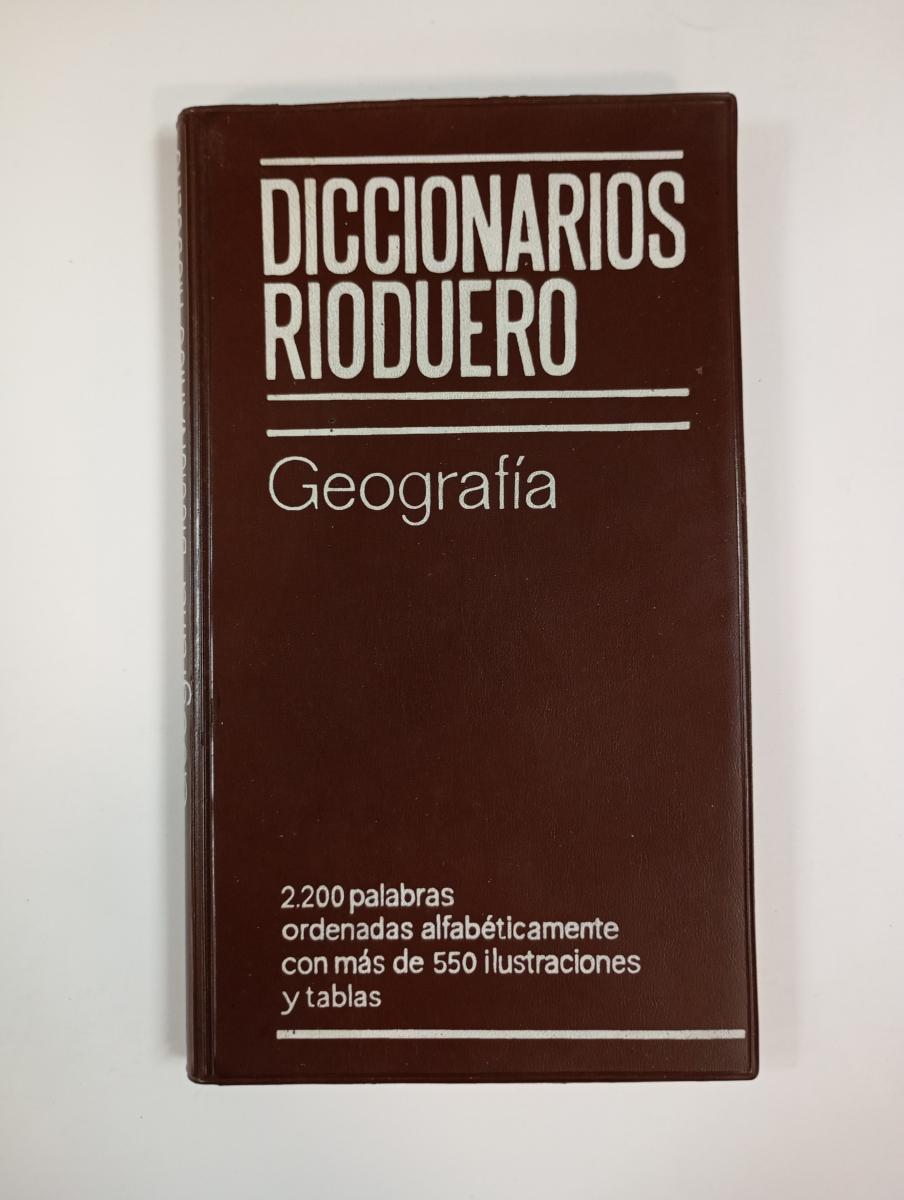 DICCIONARIOS
RIODUERO
Geografía
2.200 palabras
ordenadas alfabéticamente
con más de 550 ilustraciones
y tablas